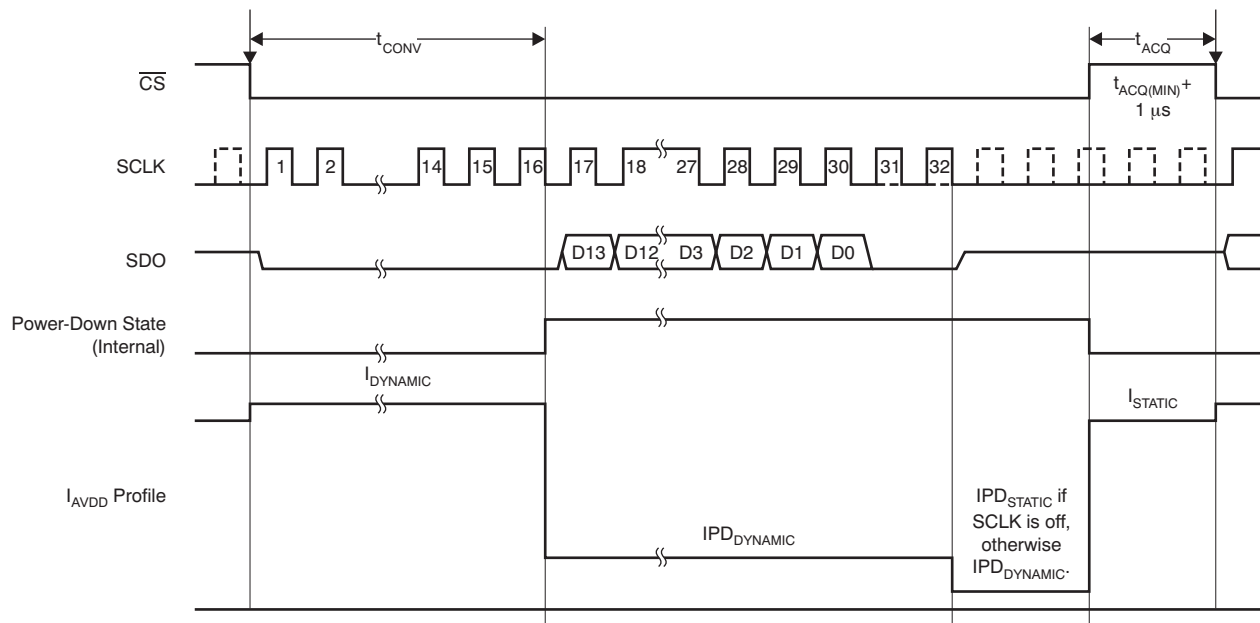 tCONV
tACQ
CS
tACQ(MIN) +
1 μs
SCLK
1 2 14 15 16 17 18 27 28 29 30 31 32
SDO
D13 D12 D3 D2 D1 D0
Power-Down State
(Internal)
IDYNAMIC
ISTATIC
IAVDD Profile
IPDDYNAMIC
IPDSTATIC if
SCLK is off,
otherwise
IPDDYNAMIC.